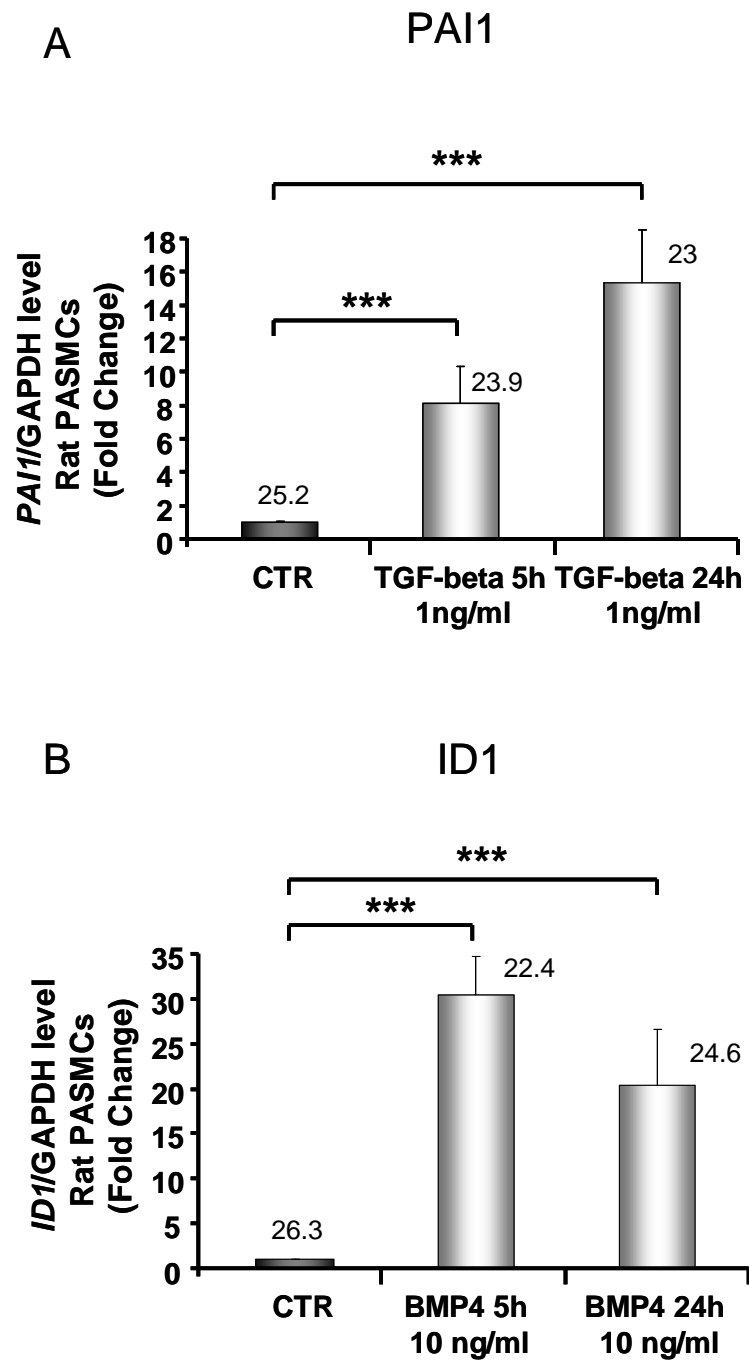 A
PAI1
***
***
PAI1/GAPDH level
Rat PASMCs
(Fold Change)
18
16
14
12
10
8
6
4
2
0
25.2
23.9
23
CTR
TGF-beta 5h
1ng/ml
TGF-beta 24h
1ng/ml
B
ID1
***
***
ID1/GAPDH level
Rat PASMCs
(Fold Change)
35
30
25
20
15
10
5
0
26.3
22.4
24.6
CTR
BMP4 5h
10 ng/ml
BMP4 24h
10 ng/ml